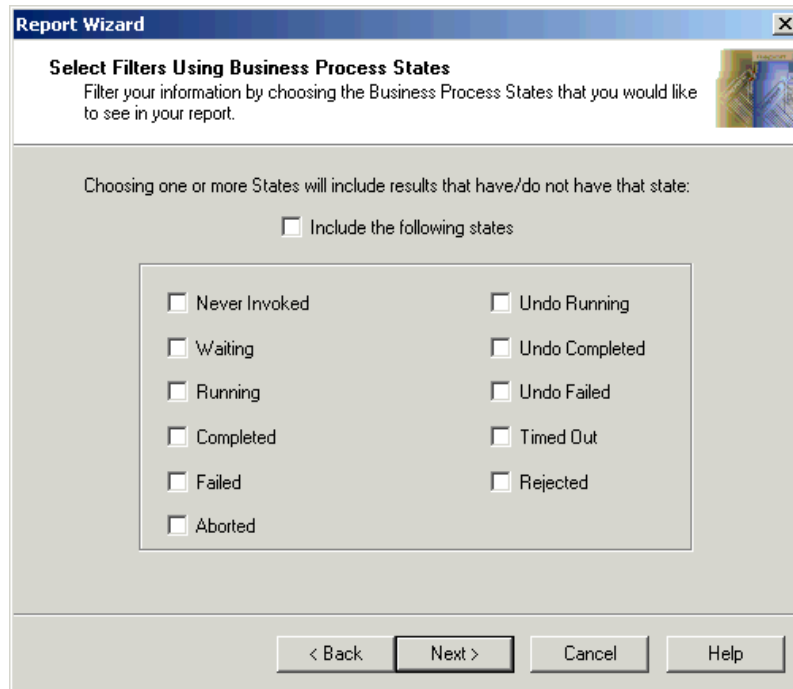 Report Wizard
Select Filters Using Business Process States
Filter your information by choosing the Business Process States that you would like
to see in your report.
Choosing one or more States will include results that have/do not have that state:
Include the following states
Never Invoked
Undo Running
Waiting
Undo Completed
Running
Undo Failed
Completed
Timed Out
Failed
Rejected
Aborted
< Back
Next >
Cancel
Help